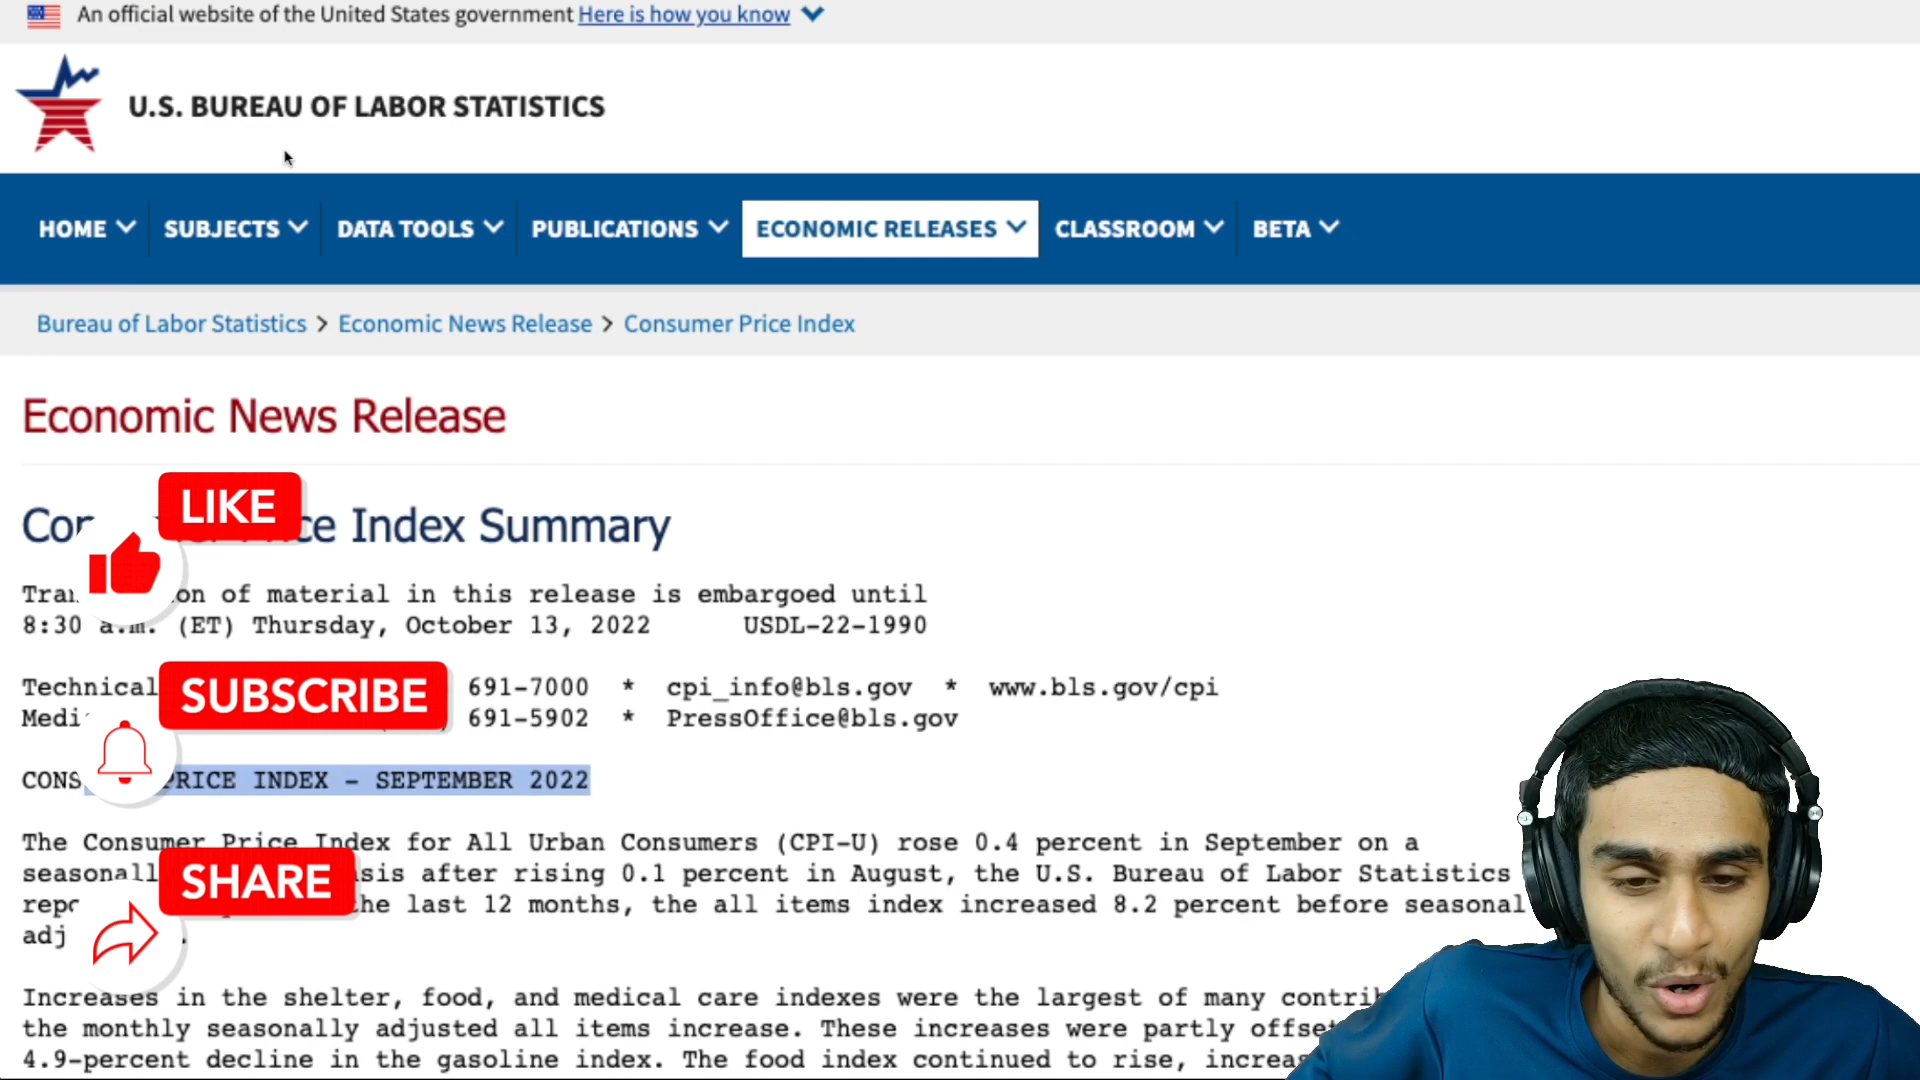 An official website of the United States government Here is how you know
U.S. BUREAU OF LABOR STATISTICS
HOME SUBJECTS DATA TOOLS PUBLICATIONS ECONOMIC RELEASES CLASSROOM BETA
Bureau of Labor Statistics > Economic News Release > Consumer Price Index
Economic News Release
LIKE
Index Summary
of material in this release is embargoed until
8:30 a.m. (ET) Thursday, October 13, 2022 USDL-22-1990
Technical 691-7000 * cpi_info@bls.gov * www.bls.gov/cpi
SUBSCRIBE
691-5902 * PressOffice@bls.gov
PRICE INDEX - SEPTEMBER 2022
The Consumer Price Index for All Urban Consumers (CPI-U) rose 0.4 percent in September on a
after rising 0.1 percent in August, the U.S. Bureau of Labor Statistics
SHARE
the last 12 months, the all items index increased 8.2 percent before seasonal
Increases in the shelter, food, and medical care indexes were the largest of many
the monthly seasonally adjusted all items increase. These increases were partly
4.9-percent decline in the gasoline index. The food index continued to rise,